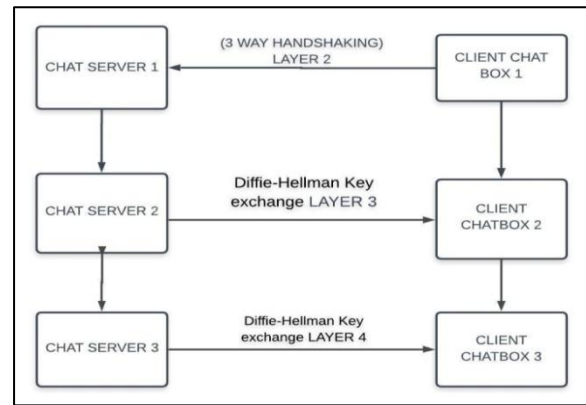 (3 WAY HANDSHAKING)
LAYER 2
CHAT SERVER 1
CLIENT CHAT
BOX 1
Diffie-Hellman Key
exchange LAYER 3
CHAT SERVER 2
CLIENT
CHATBOX 2
Diffie-Hellman Key
exchange LAYER 4
CHAT SERVER 3
CLIENT
CHATBOX 3